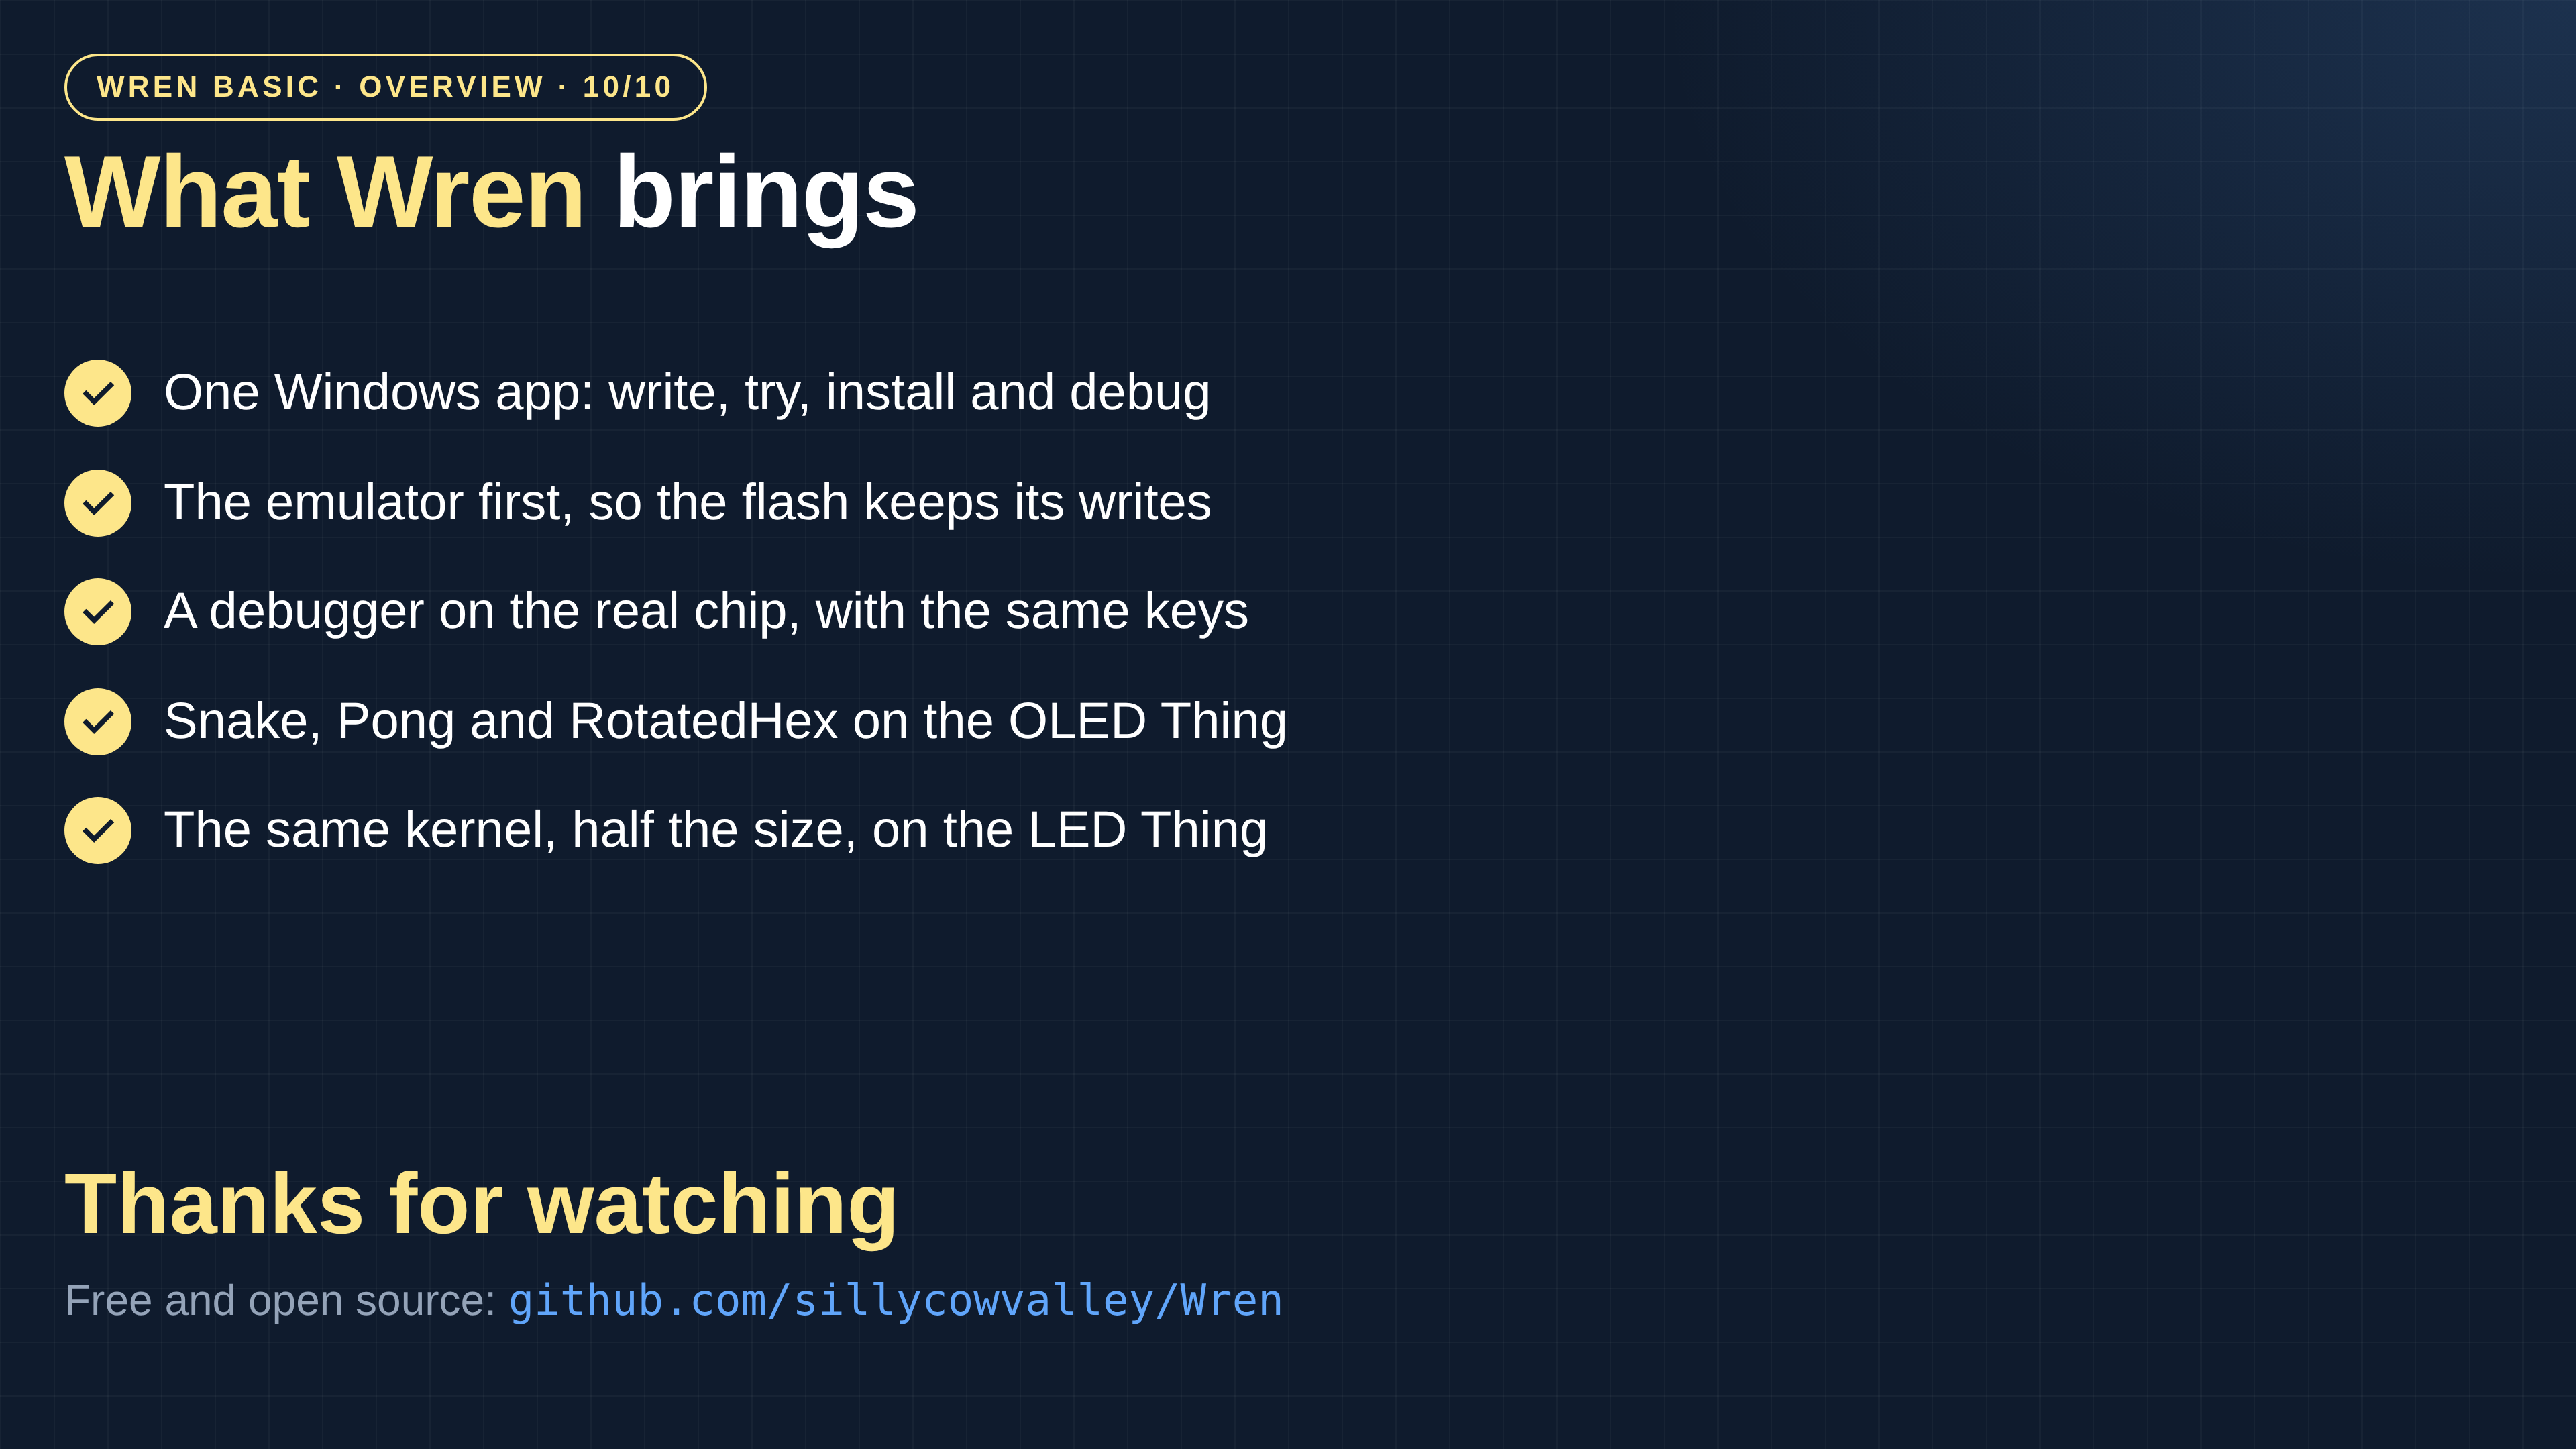 WREN BASIC · OVERVIEW · 10/10
What Wren brings
One Windows app: write, try, install and debug
The emulator first, so the flash keeps its writes
A debugger on the real chip, with the same keys
Snake, Pong and RotatedHex on the OLED Thing
The same kernel, half the size, on the LED Thing
Thanks for watching
Free and open source: github.com/sillycowvalley/Wren